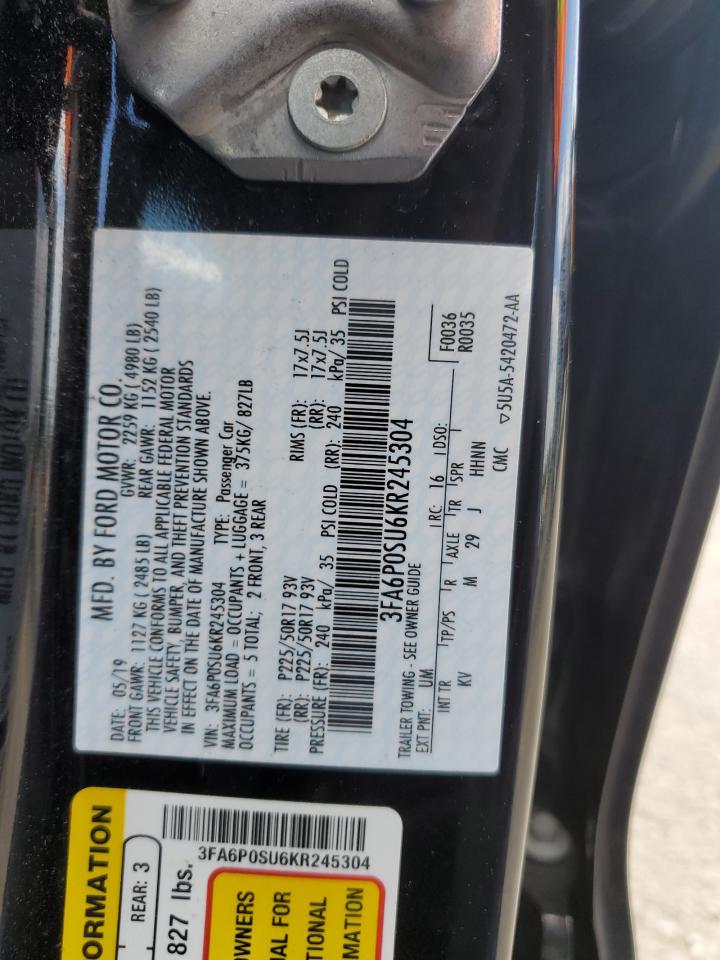 MFD. BY FORD MOTOR CO.
DATE: 05/19 GVWR: 2259 KG ( 4980 LB)
FRONT GAWR: 1127 KG ( 2485 LB) REAR GAWR: 1152 KG ( 2540 LB)
THIS VEHICLE CONFORMS TO ALL APPLICABLE FEDERAL MOTOR
VEHICLE SAFETY, BUMPER, AND THEFT PREVENTION STANDARDS
IN EFFECT ON THE DATE OF MANUFACTURE SHOWN ABOVE.
VIN: 3FA6P0SU6KR245304 TYPE: Passenger Car
MAXIMUM LOAD = OCCUPANTS + LUGGAGE = 375KG/ 827LB
OCCUPANTS = 5 TOTAL; 2 FRONT, 3 REAR
TIRE (FR): P225/50R17 93V RIMS (FR): 17x7.5J
(RR): P225/50R17 93V (RR): 17x7.5J
PRESSURE (FR): 240 kPa/ 35 PSI COLD (RR): 240 kPa/ 35 PSI COLD
3FA6P0SU6KR245304
TRAILER TOWING - SEE OWNER GUIDE
F0036
EXT PNT: UM RC: 16 DSO: R0035
INT TR TP/PS R AXLE TR SPR
KV M 29 J HHNN
CMC ▽5U5A-5420472-AA
ORMATION
REAR: 3
827 lbs.
3FA6P0SU6KR245304
OWNERS
AL FOR
TIONAL
MATION